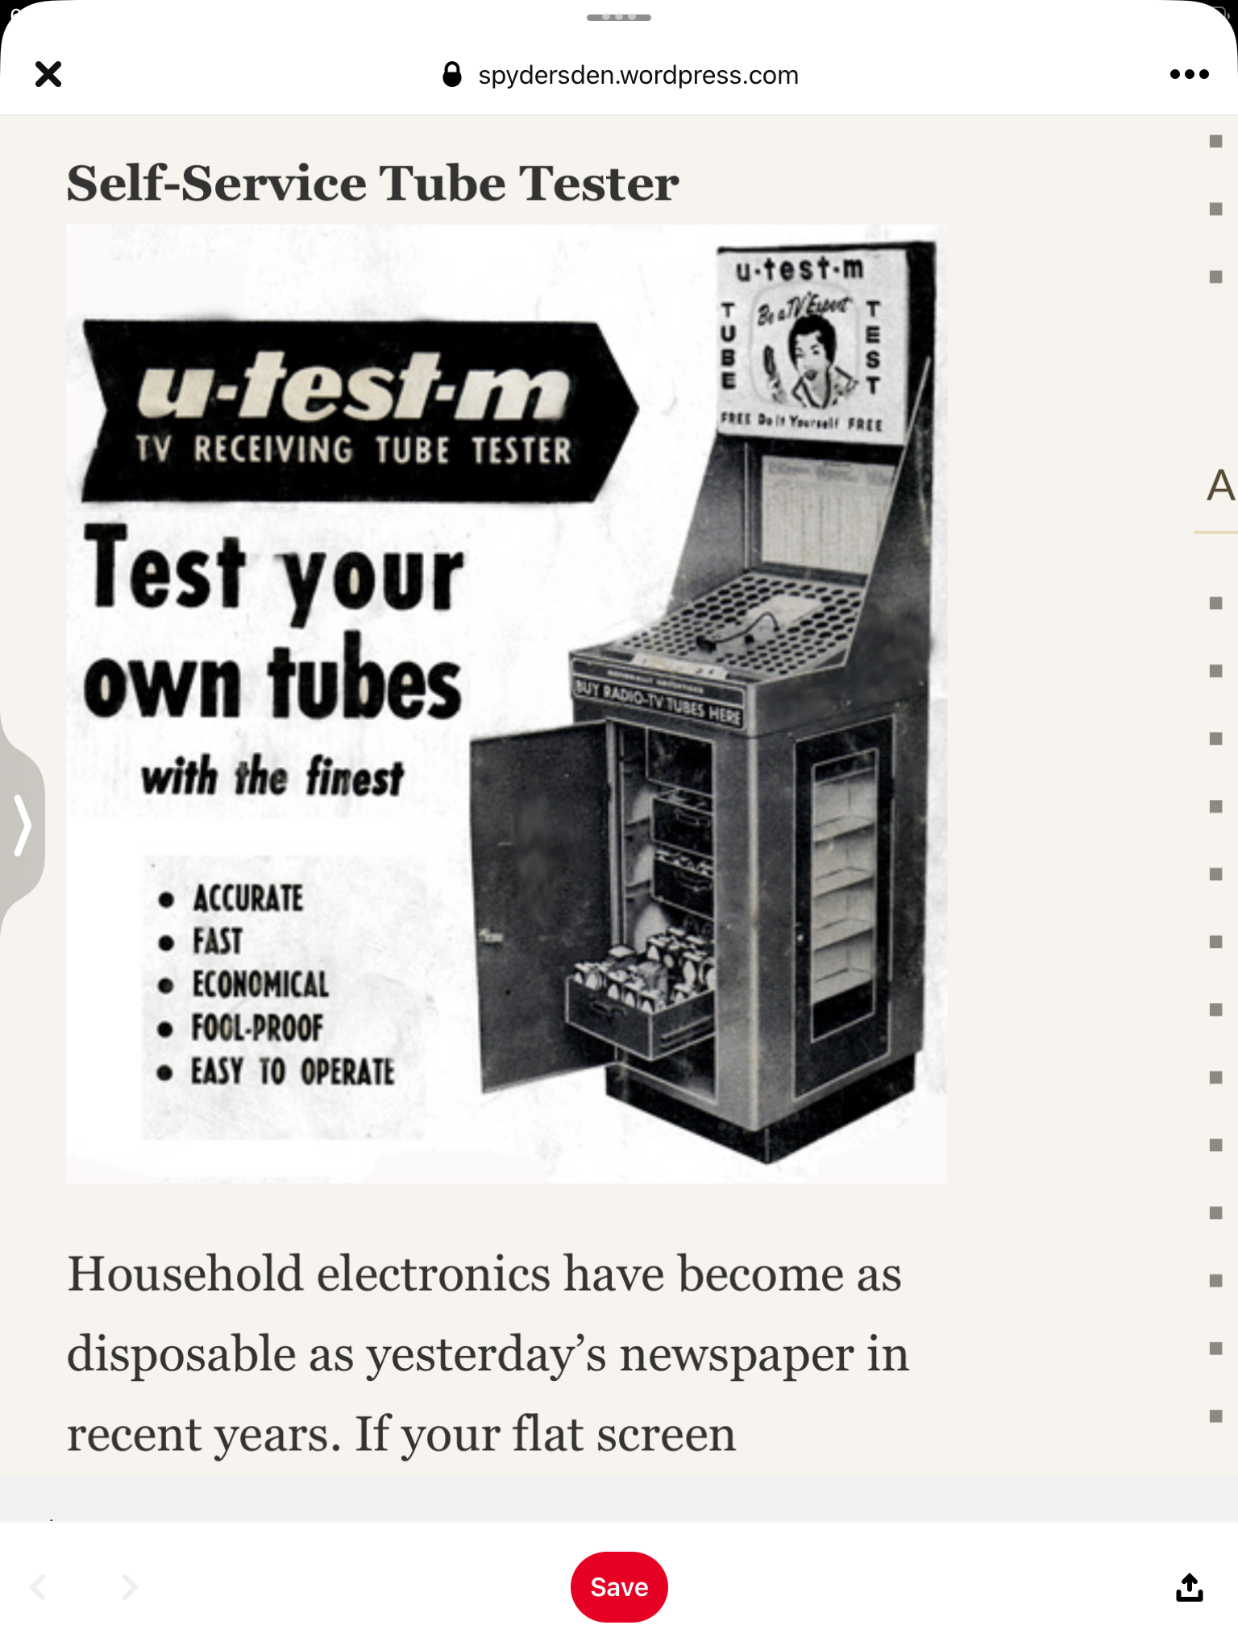 spydersden.wordpress.com
Self-Service Tube Tester
u-test-m
TV RECEIVING TUBE TESTER
Test your
own tubes
with the finest
• ACCURATE
• FAST
• ECONOMICAL
• FOOL-PROOF
• EASY TO OPERATE
u-test-m
TUBE
Be a TV Expert
TEST
FREE Do it Yourself FREE
BUY RADIO-TV TUBES HERE
A
Household electronics have become as
disposable as yesterday’s newspaper in
recent years. If your flat screen
Save